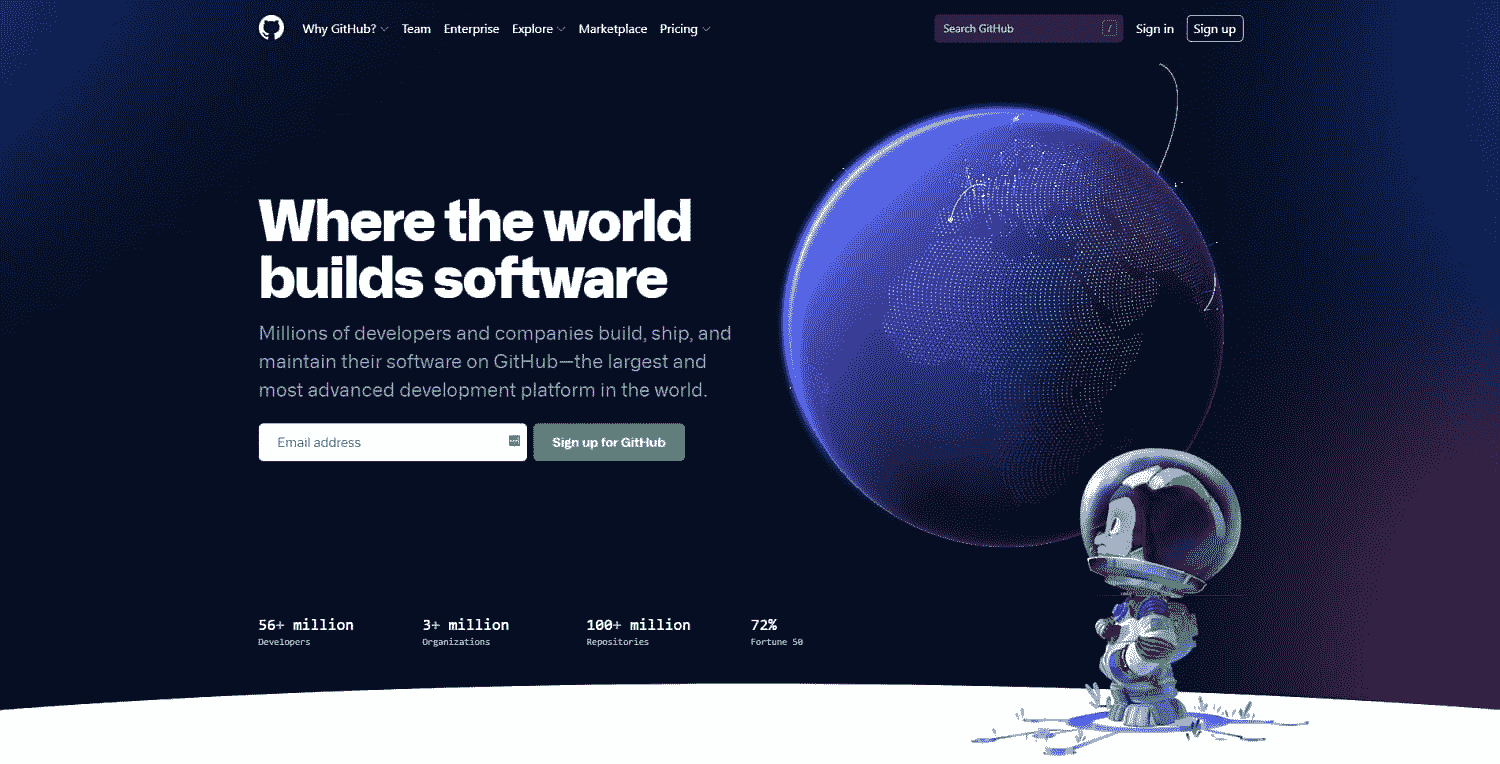 Why GitHub? Team Enterprise Explore Marketplace Pricing Search GitHub / Sign in Sign up
Where the world
builds software
Millions of developers and companies build, ship, and
maintain their software on GitHub—the largest and
most advanced development platform in the world.
Email address Sign up for GitHub
56+ million 3+ million 100+ million 72%
Developers Organizations Repositories Fortune 50